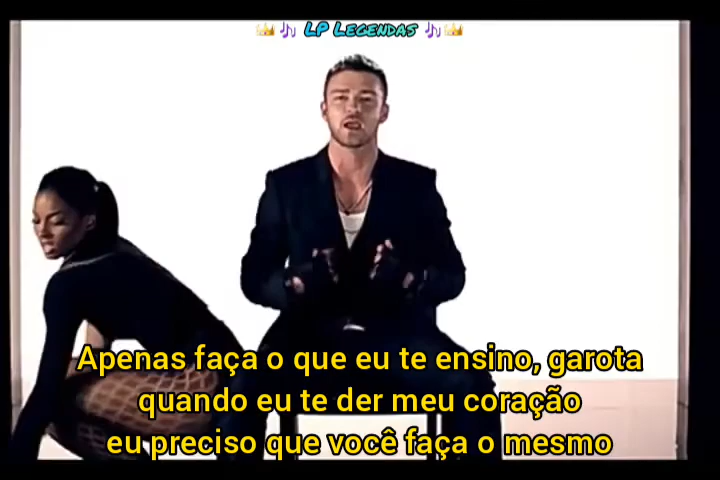 LP Legendas
Apenas faça o que eu te ensino, garota
quando eu te der meu coração
eu preciso que você faça o mesmo